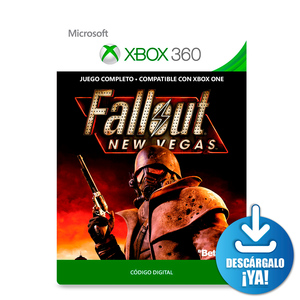 Microsoft
XBOX 360
JUEGO COMPLETO • COMPATIBLE CON XBOX ONE
Fallout
NEW VEGAS
DESCÁRGALO
¡YA!
CÓDIGO DIGITAL